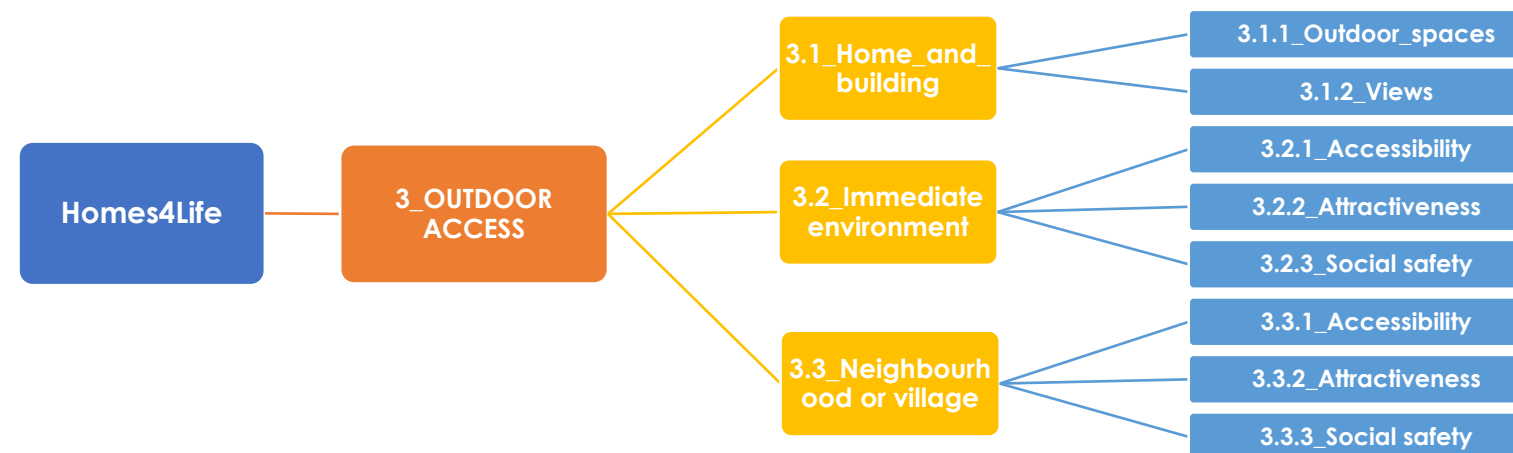 Homes4Life
3_OUTDOOR
ACCESS
3.1_Home_and_
building
3.1.1_Outdoor_spaces
3.1.2_Views
3.2_Immediate
environment
3.2.1_Accessibility
3.2.2_Attractiveness
3.2.3_Social safety
3.3_Neighbourh
ood or village
3.3.1_Accessibility
3.3.2_Attractiveness
3.3.3_Social safety